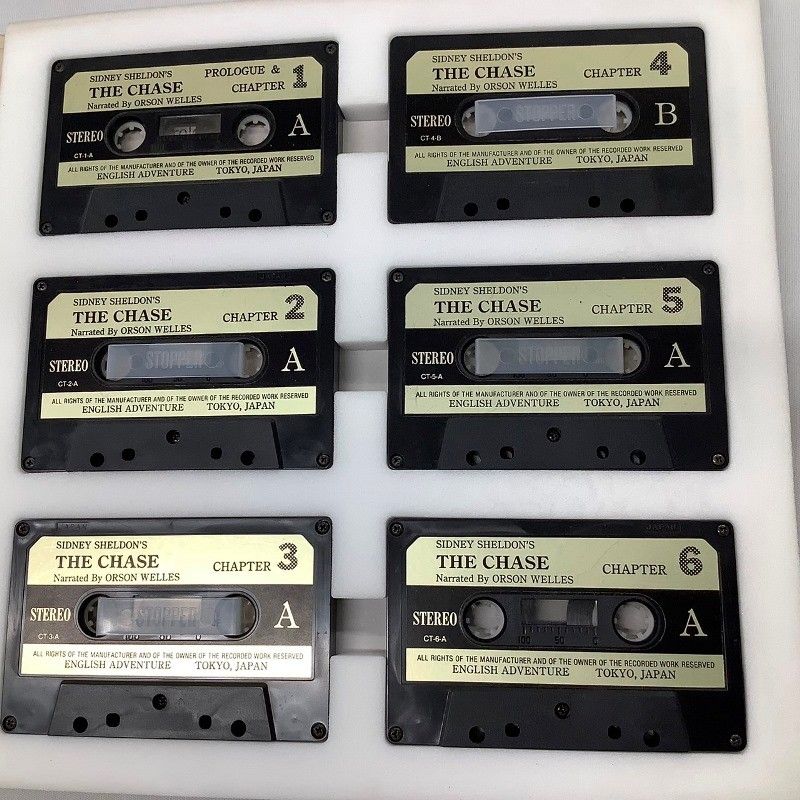 SIDNEY SHELDON'S
THE CHASE
PROLOGUE &
CHAPTER 1
Narrated By ORSON WELLES
STEREO
A
CT-1-A
ALL RIGHTS OF THE MANUFACTURER AND OF THE OWNER OF THE RECORDED WORK RESERVED
ENGLISH ADVENTURE TOKYO, JAPAN
SIDNEY SHELDON'S
THE CHASE
CHAPTER 4
Narrated By ORSON WELLES
STEREO
STOPPER
B
CT-4-B
ALL RIGHTS OF THE MANUFACTURER AND OF THE OWNER OF THE RECORDED WORK RESERVED
ENGLISH ADVENTURE TOKYO, JAPAN
SIDNEY SHELDON'S
THE CHASE
CHAPTER 2
Narrated By ORSON WELLES
STEREO
STOPPER
A
CT-2-A
ALL RIGHTS OF THE MANUFACTURER AND OF THE OWNER OF THE RECORDED WORK RESERVED
ENGLISH ADVENTURE TOKYO, JAPAN
SIDNEY SHELDON'S
THE CHASE
CHAPTER 5
Narrated By ORSON WELLES
STEREO
STOPPER
A
CT-5-A
ALL RIGHTS OF THE MANUFACTURER AND OF THE OWNER OF THE RECORDED WORK RESERVED
ENGLISH ADVENTURE TOKYO, JAPAN
JAPAN
SIDNEY SHELDON'S
THE CHASE
CHAPTER 3
Narrated By ORSON WELLES
STEREO
STOPPER
A
CT-3-A
100 50 0
ALL RIGHTS OF THE MANUFACTURER AND OF THE OWNER OF THE RECORDED WORK RESERVED
ENGLISH ADVENTURE TOKYO, JAPAN
JAPAN
SIDNEY SHELDON'S
THE CHASE
CHAPTER 6
Narrated By ORSON WELLES
STEREO
A
CT-6-A
100 50 0
ALL RIGHTS OF THE MANUFACTURER AND OF THE OWNER OF THE RECORDED WORK RESERVED
ENGLISH ADVENTURE TOKYO, JAPAN